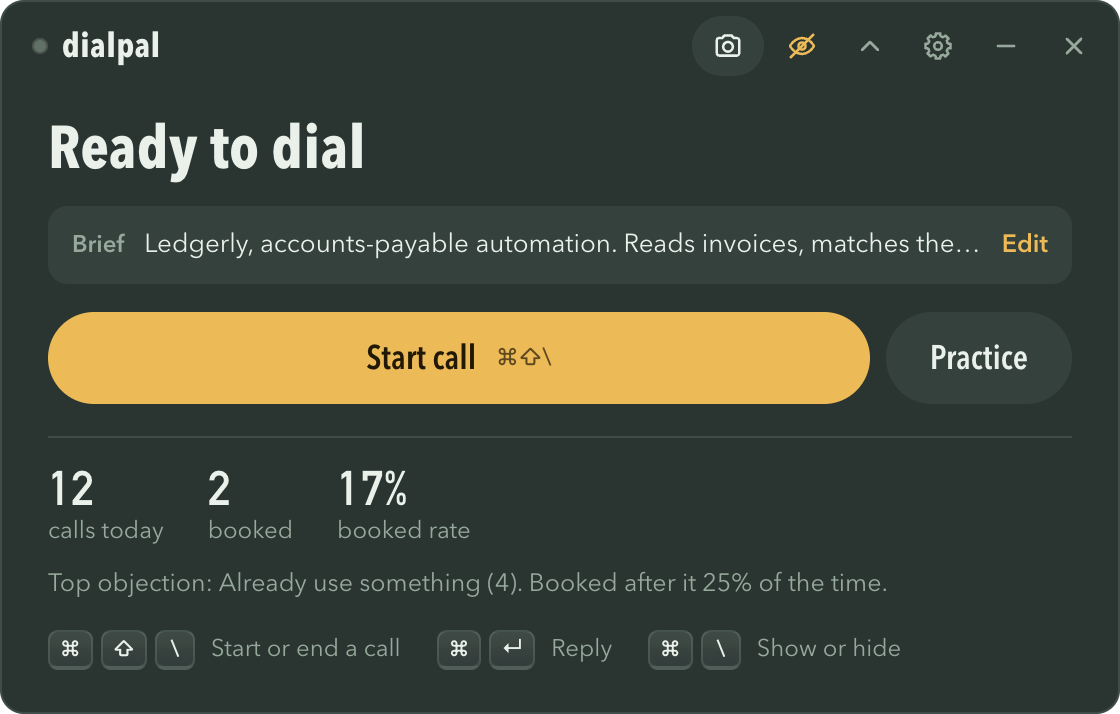 dialpal
Ready to dial
Brief Ledgerly, accounts-payable automation. Reads invoices, matches the… Edit
Start call ⌘⇧\
Practice
12 2 17%
calls today booked booked rate
Top objection: Already use something (4). Booked after it 25% of the time.
⌘ ⇧ \ Start or end a call ⌘ ↵ Reply ⌘ \ Show or hide